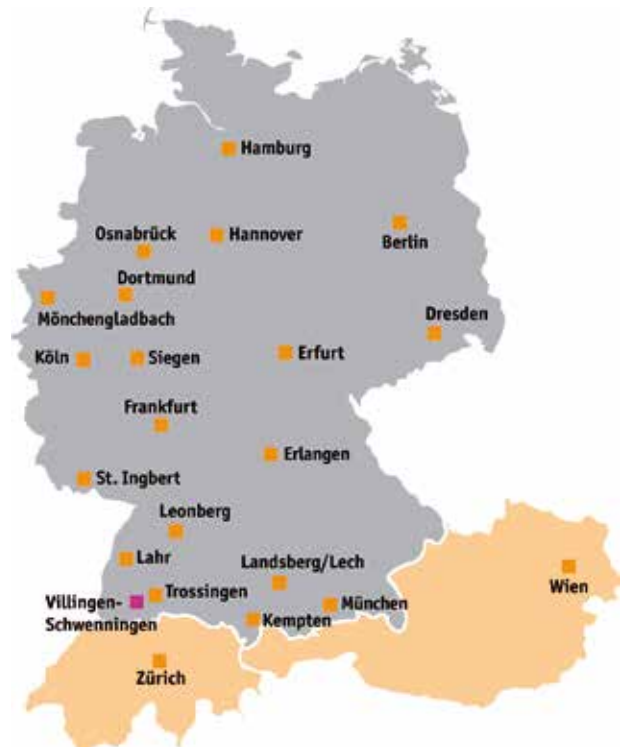 Hamburg
Osnabrück
Hannover
Berlin
Dortmund
Mönchengladbach
Dresden
Köln
Siegen
Erfurt
Frankfurt
Erlangen
St. Ingbert
Leonberg
Lahr
Landsberg/Lech
Wien
Villingen-
Schwenningen
Trossingen
München
Kempten
Zürich